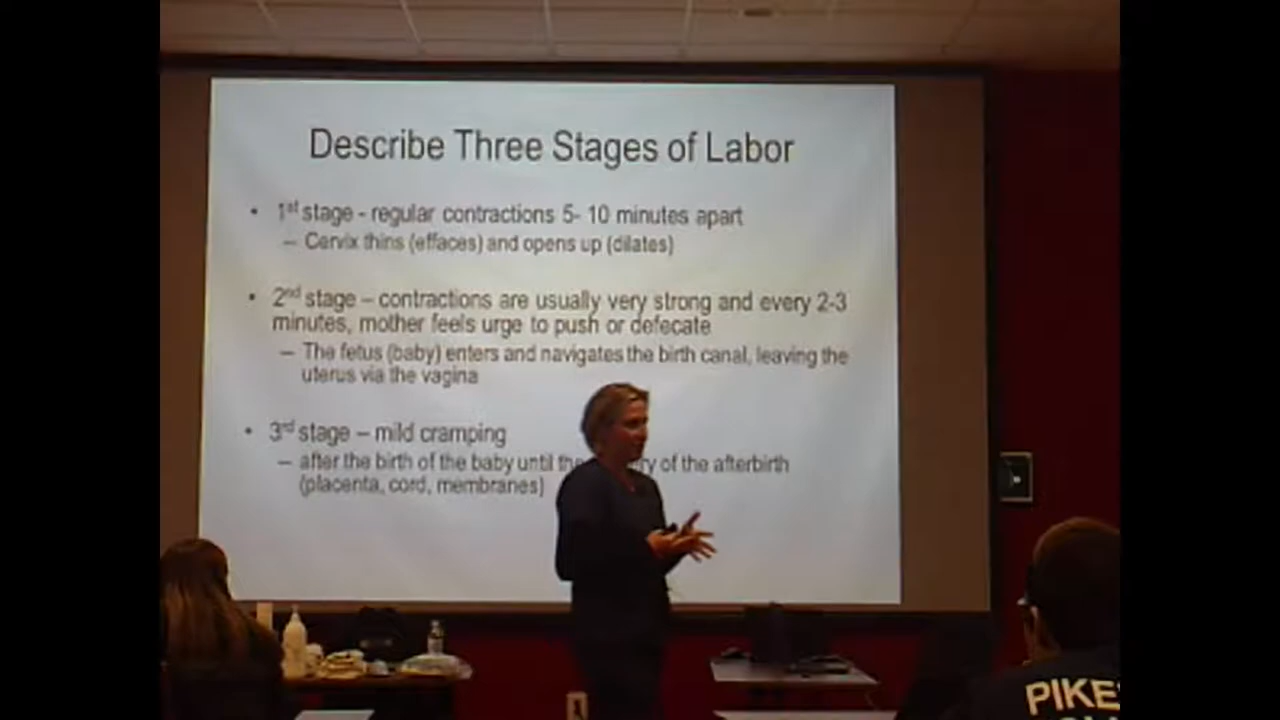 Describe Three Stages of Labor
• 1st stage - regular contractions 5- 10 minutes apart
– Cervix thins (effaces) and opens up (dilates)
• 2nd stage – contractions are usually very strong and every 2-3
minutes, mother feels urge to push or defecate
– The fetus (baby) enters and navigates the birth canal, leaving the
uterus via the vagina
• 3rd stage – mild cramping
– after the birth of the baby until the of the afterbirth
(placenta, cord, membranes)
PIKE